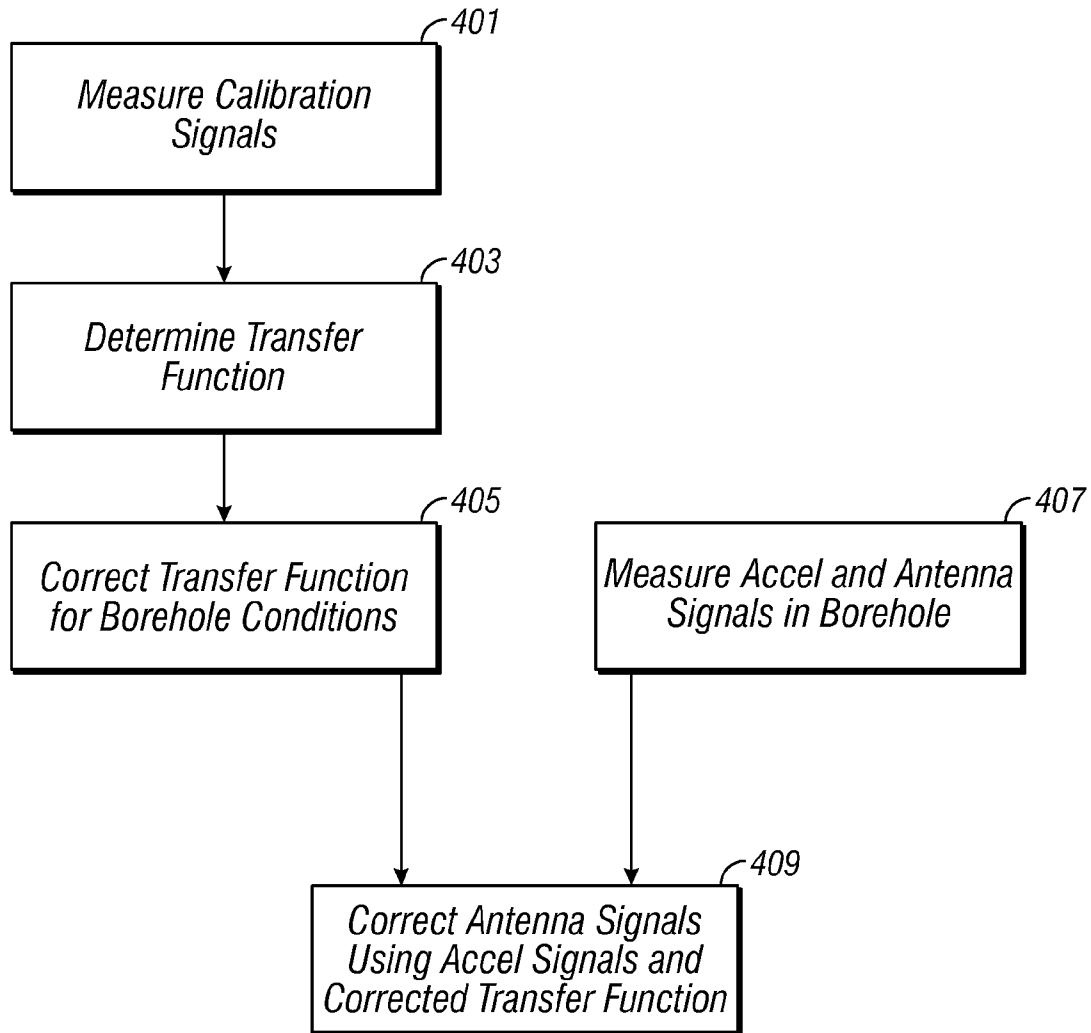 401
Measure Calibration
Signals
403
Determine Transfer
Function
405
Correct Transfer Function
for Borehole Conditions
407
Measure Accel and Antenna
Signals in Borehole
409
Correct Antenna Signals
Using Accel Signals and
Corrected Transfer Function